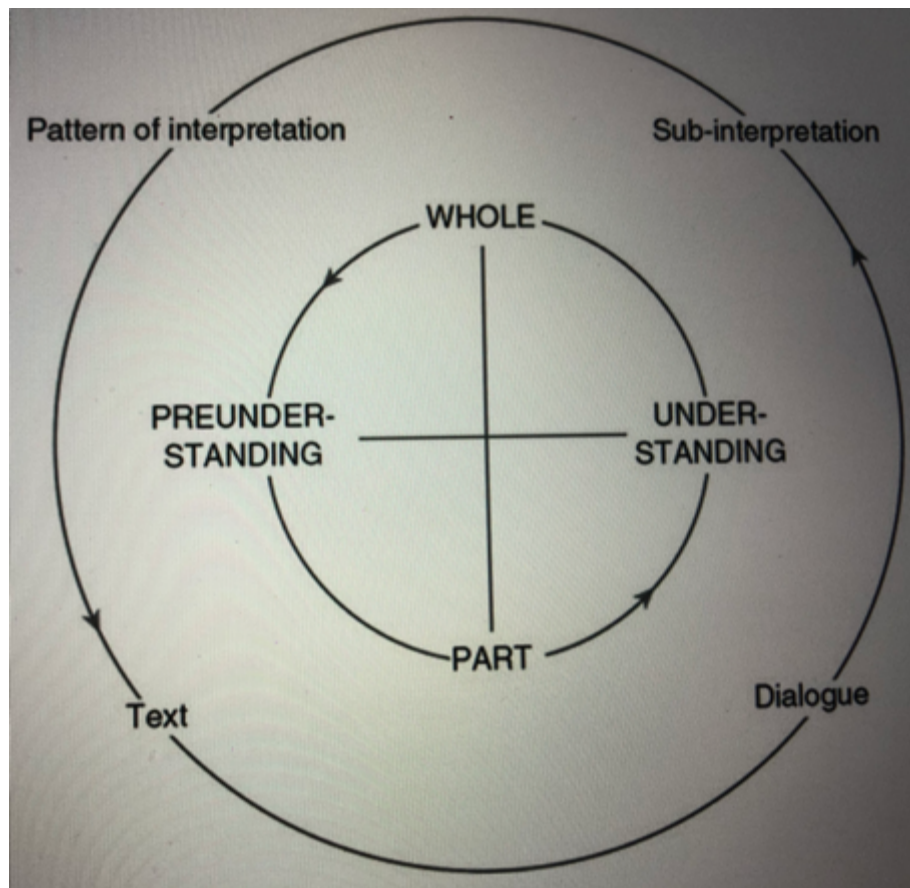 Pattern of interpretation
Sub-interpretation
WHOLE
PREUNDER-
STANDING
UNDER-
STANDING
PART
Text
Dialogue